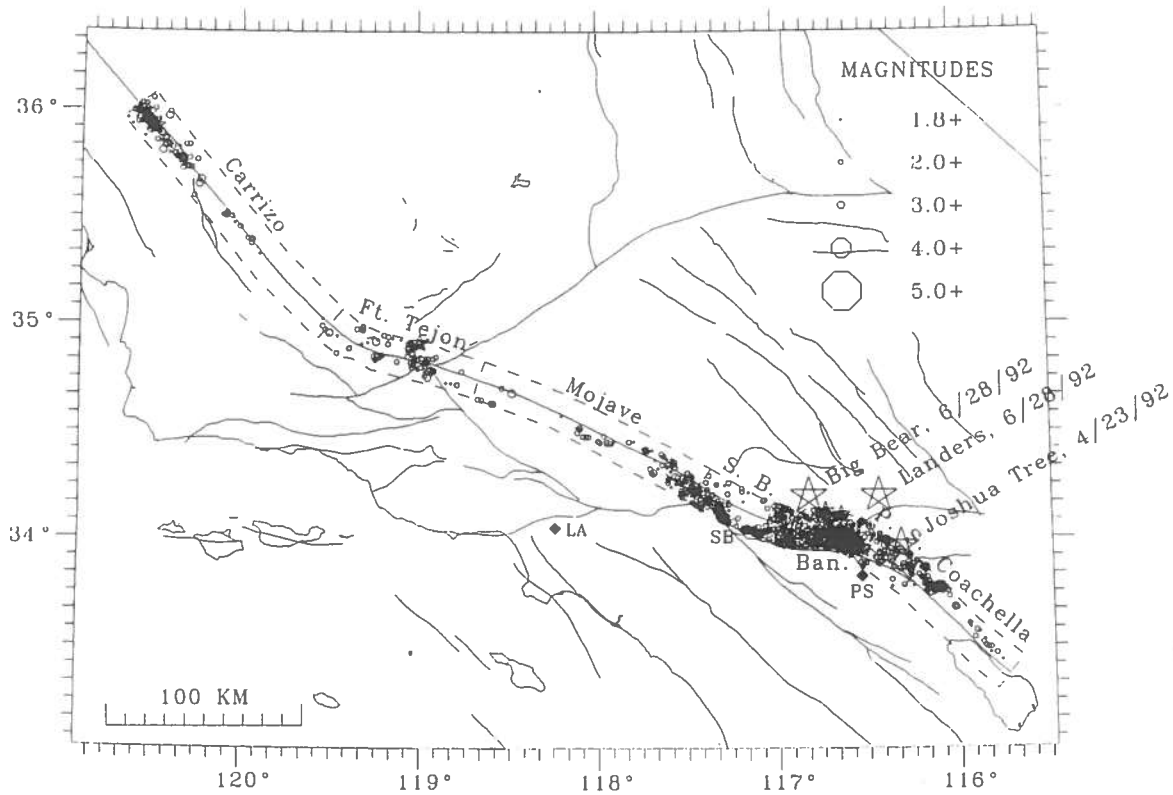 MAGNITUDES
1.8+
2.0+
3.0+
4.0+
5.0+
36°
35°
34°
Carrizo
Ft. Tejon
Mojave
S. B.
Big Bear, 6/28/92
Landers, 6/28/92
Joshua Tree, 4/23/92
LA
SB
Ban.
PS
Coachella
100 KM
120°
119°
118°
117°
116°